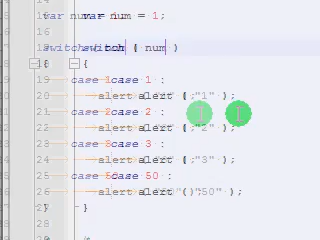 var num = 1;
switch ( num )
{
case 1 :
alert ( "1" );
case 2 :
alert ( "2" );
case 3 :
alert ( "3" );
case 50 :
alert ( "50" );
}